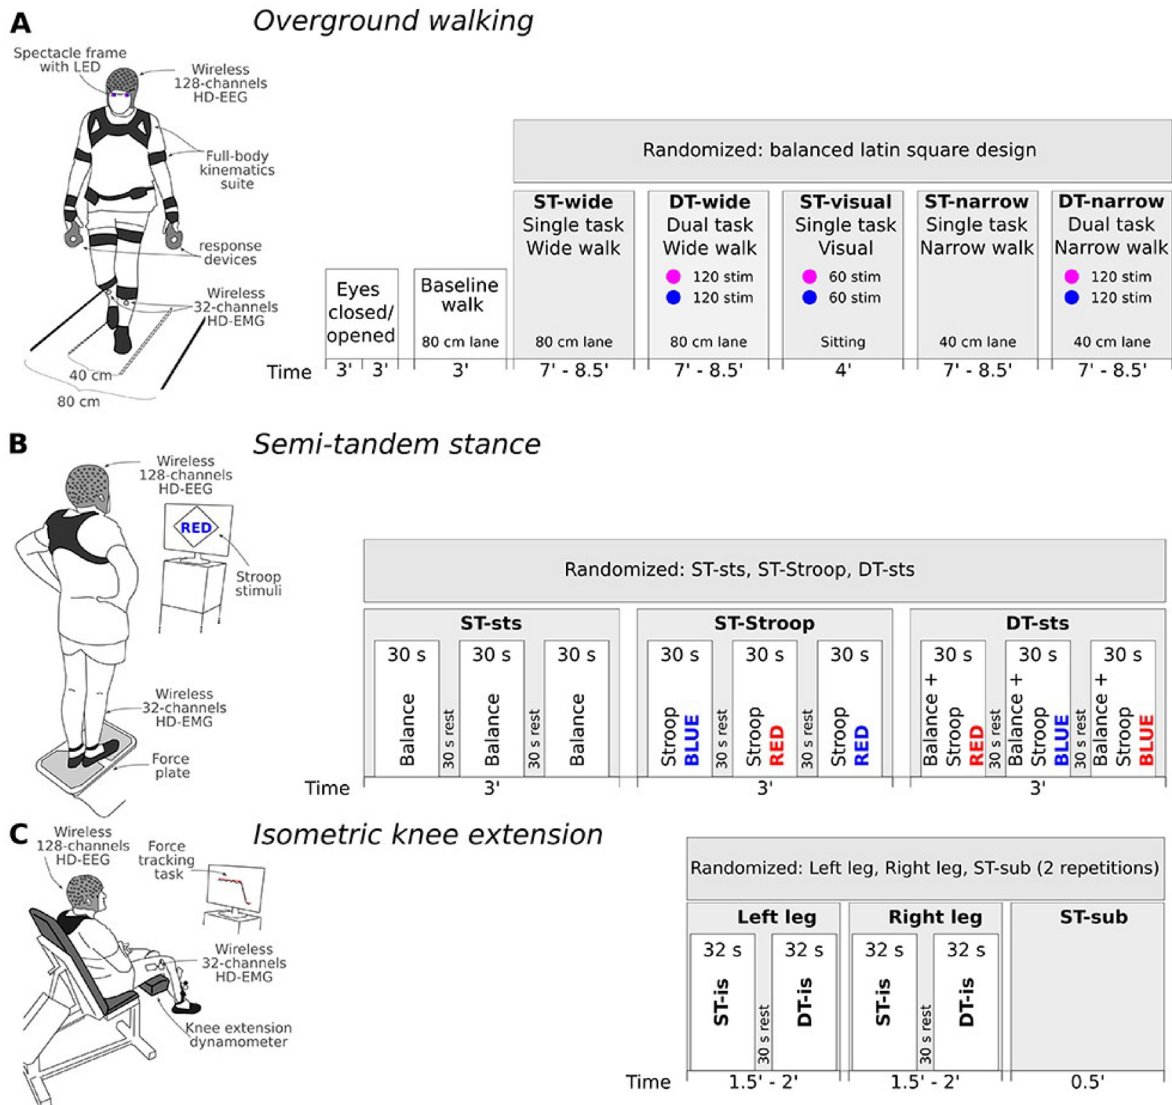 A
Overground walking
Spectacle frame
with LED
Wireless
128-channels
HD-EEG
Full-body
kinematics
suite
response
devices
Wireless
32-channels
HD-EMG
40 cm
80 cm
Randomized: balanced latin square design
Eyes
closed/
opened
Baseline
walk
80 cm lane
ST-wide
Single task
Wide walk
80 cm lane
DT-wide
Dual task
Wide walk
120 stim
120 stim
80 cm lane
ST-visual
Single task
Visual
60 stim
60 stim
Sitting
ST-narrow
Single task
Narrow walk
40 cm lane
DT-narrow
Dual task
Narrow walk
120 stim
120 stim
40 cm lane
Time 3' 3' 3' 7' - 8.5' 7' - 8.5' 4' 7' - 8.5' 7' - 8.5'
B
Semi-tandem stance
Wireless
128-channels
HD-EEG
RED
Stroop
stimuli
Wireless
32-channels
HD-EMG
Force
plate
Randomized: ST-sts, ST-Stroop, DT-sts
ST-sts
30 s
Balance
30 s rest
30 s
Balance
30 s rest
30 s
Balance
ST-Stroop
30 s
Stroop
BLUE
30 s rest
30 s
Stroop
RED
30 s rest
30 s
Stroop
RED
DT-sts
30 s
Balance +
Stroop
RED
30 s rest
30 s
Balance +
Stroop
BLUE
30 s rest
30 s
Balance +
Stroop
BLUE
Time 3' 3' 3'
C
Isometric knee extension
Wireless
128-channels
HD-EEG
Force
tracking
task
Wireless
32-channels
HD-EMG
Knee extension
dynamometer
Randomized: Left leg, Right leg, ST-sub (2 repetitions)
Left leg
32 s
ST-is
30 s rest
32 s
DT-is
Right leg
32 s
ST-is
30 s rest
32 s
DT-is
ST-sub
Time 1.5' - 2' 1.5' - 2' 0.5'